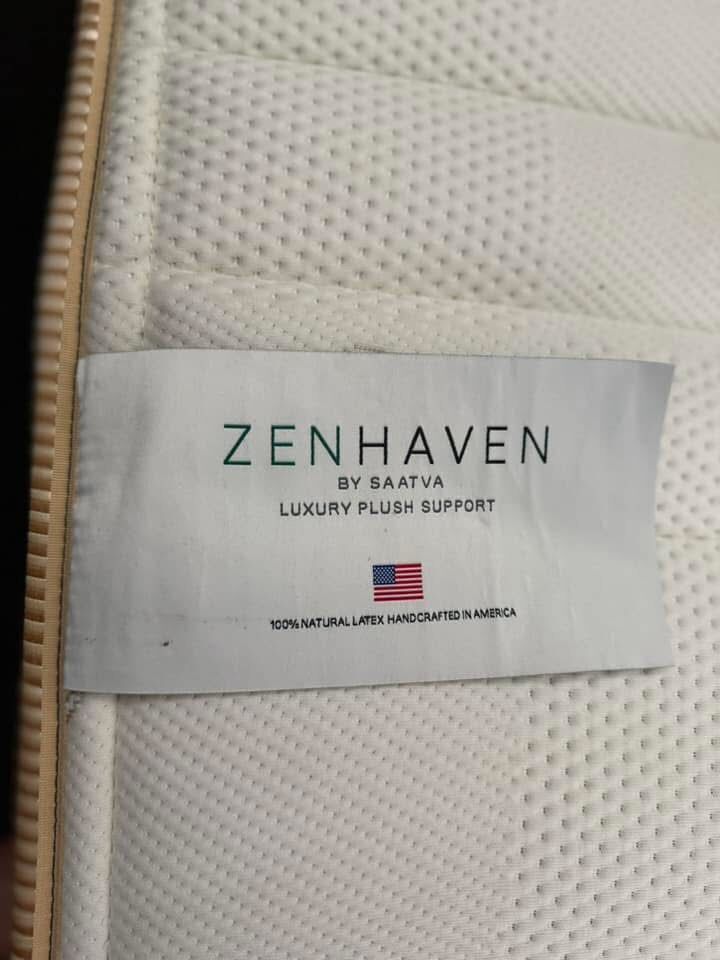 ZENHAVEN
BY SAATVA
LUXURY PLUSH SUPPORT
100% NATURAL LATEX HANDCRAFTED IN AMERICA